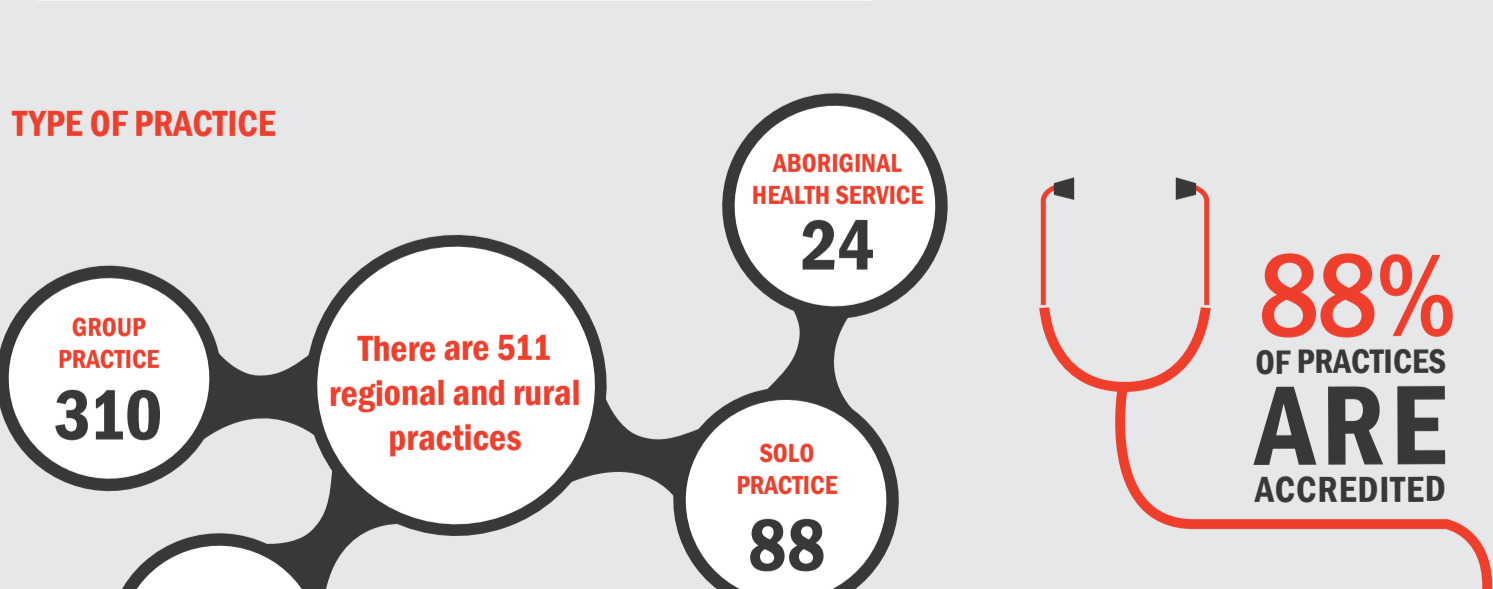 TYPE OF PRACTICE
ABORIGINAL
HEALTH SERVICE
24
GROUP
PRACTICE
310
There are 511
regional and rural
practices
SOLO
PRACTICE
88
88%
OF PRACTICES
ARE
ACCREDITED